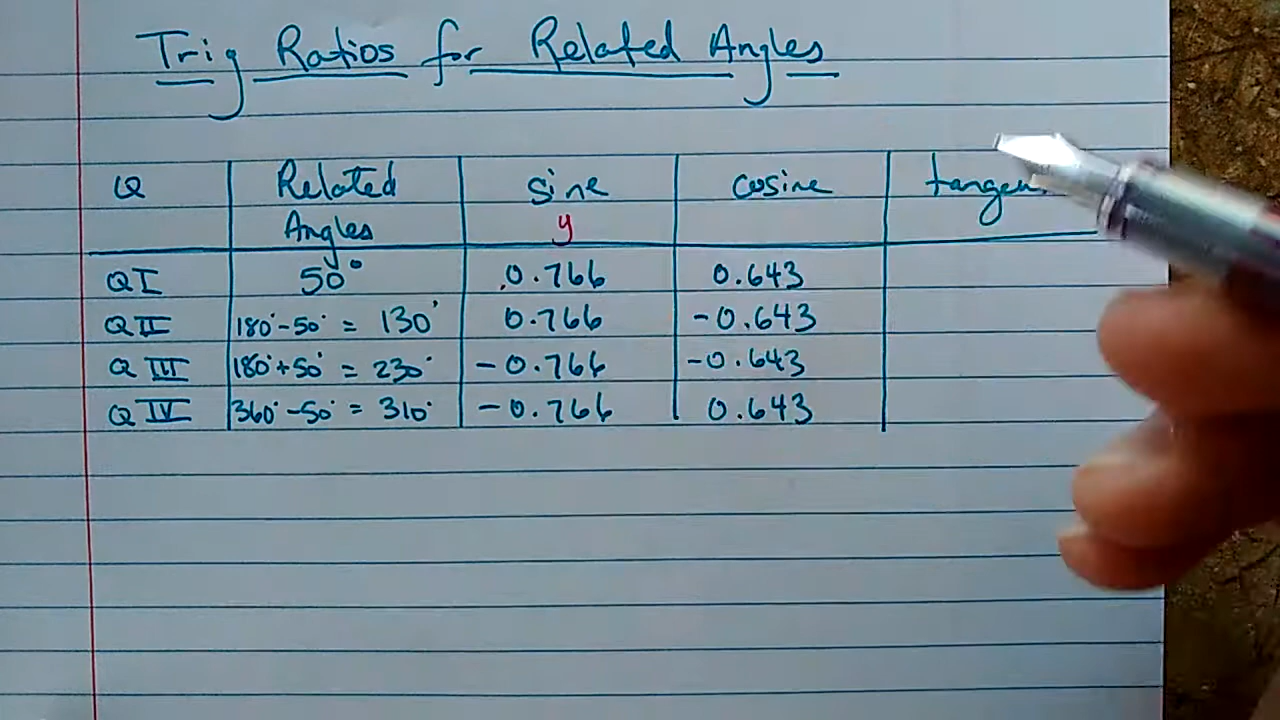 Trig Ratios for Related Angles
Q Related Angles sine y cosine
QI 50° 0.766 0.643
QII 180°-50° = 130° 0.766 -0.643
QIII 180°+50° = 230° -0.766 -0.643
QIV 360°-50° = 310° -0.766 0.643